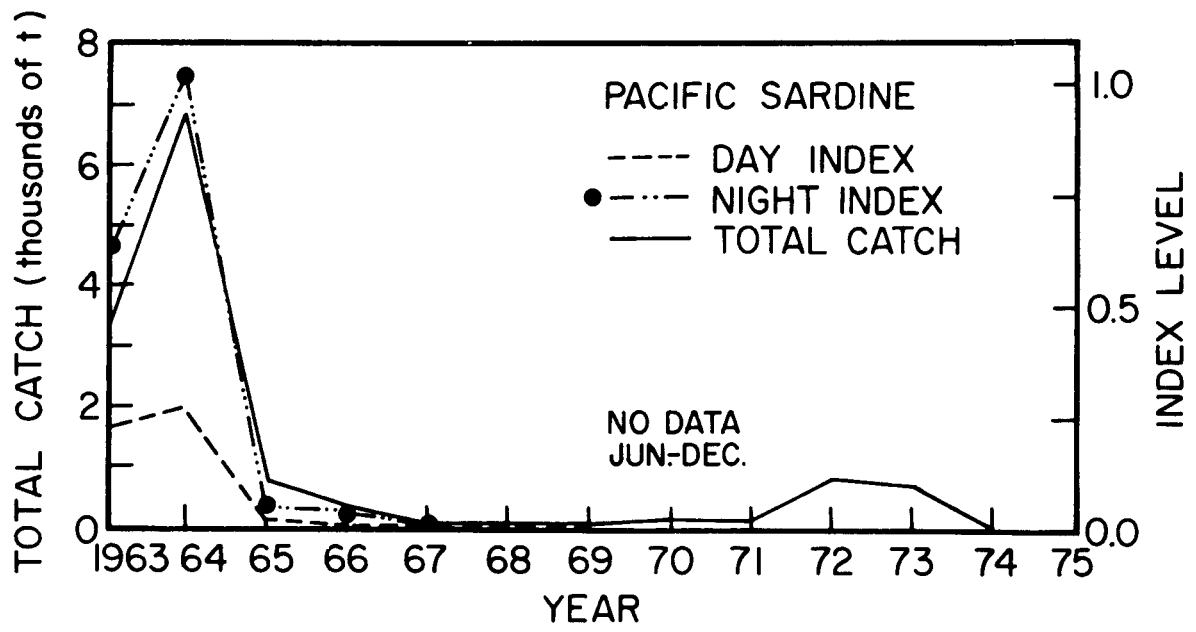 TOTAL CATCH (thousands of t)
8
6
4
2
0
PACIFIC SARDINE
DAY INDEX
NIGHT INDEX
TOTAL CATCH
NO DATA
JUN.-DEC.
1.0
0.5
0.0
INDEX LEVEL
1963 64 65 66 67 68 69 70 71 72 73 74 75
YEAR